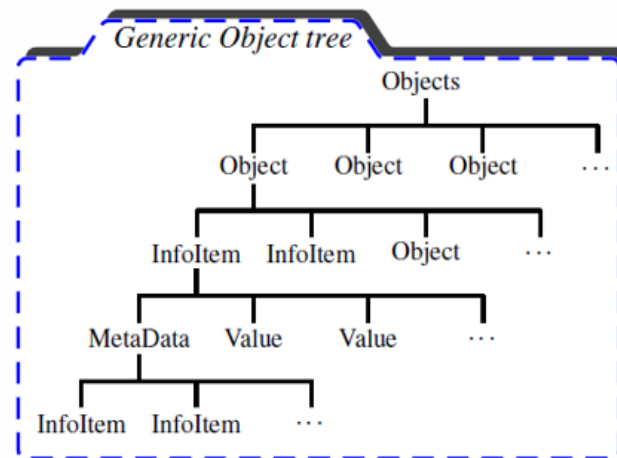 Generic Object tree
Objects
Object Object Object ...
InfoItem InfoItem Object ...
MetaData Value Value ...
InfoItem InfoItem ...